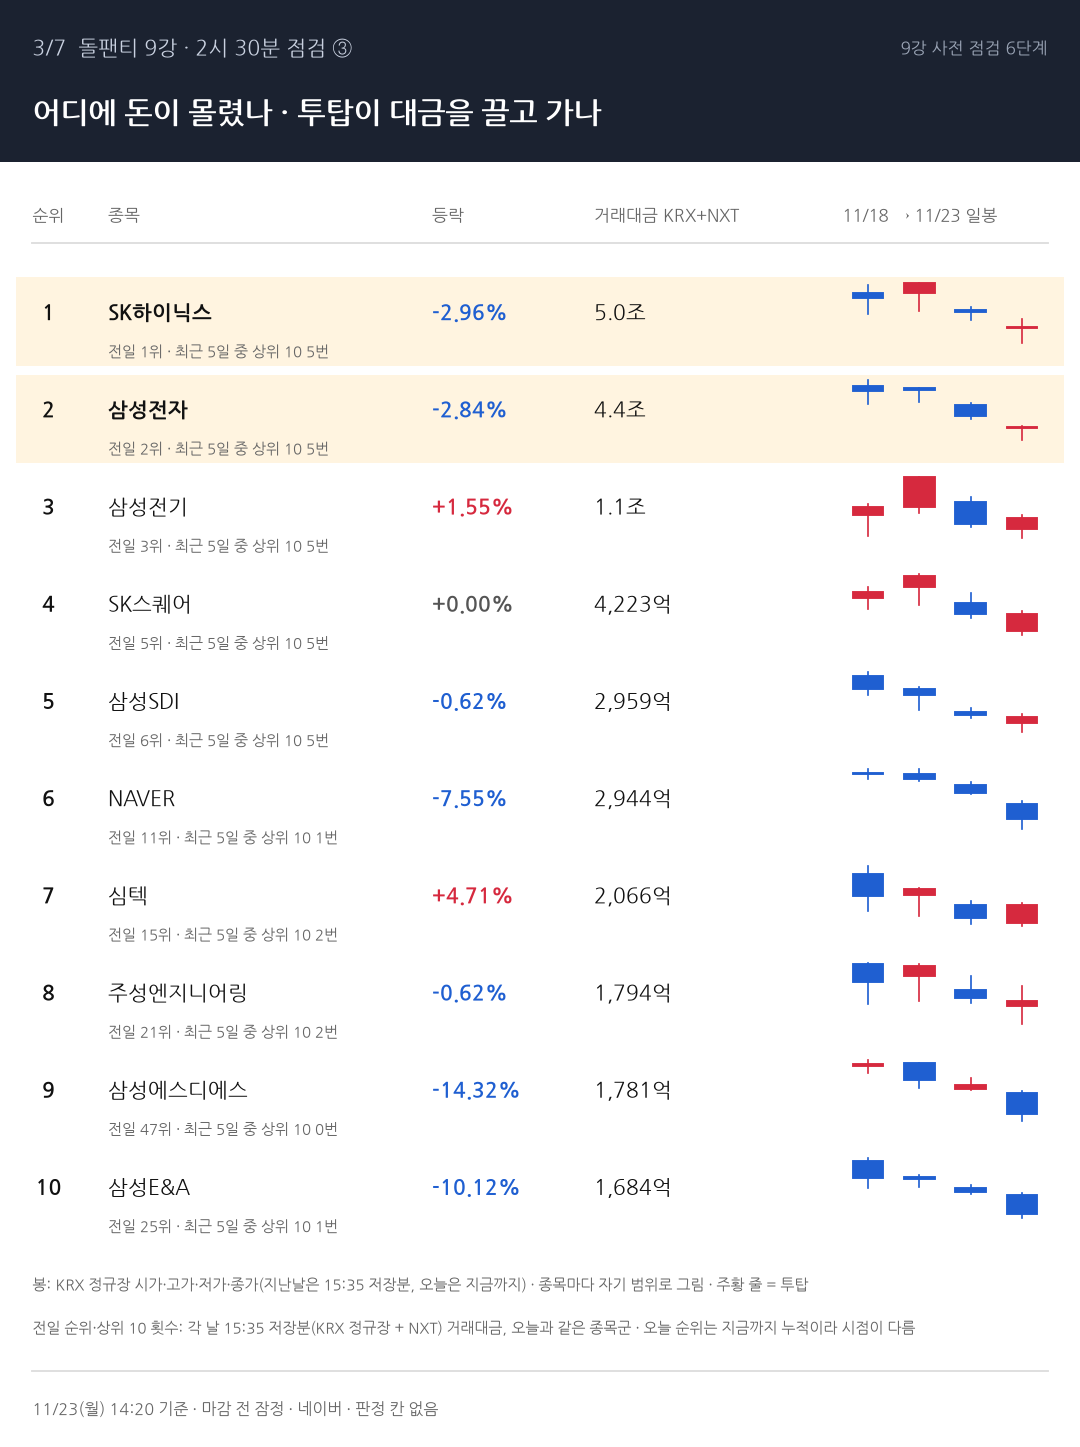 3/7 돌팬티 9강 · 2시 30분 점검 ③
9강 사전 점검 6단계
어디에 돈이 몰렸나 · 투탑이 대금을 끌고 가나
순위 종목 등락 거래대금 KRX+NXT 11/18 → 11/23 일봉
1 SK하이닉스 -2.96% 5.0조
전일 1위 · 최근 5일 중 상위 10 5번
2 삼성전자 -2.84% 4.4조
전일 2위 · 최근 5일 중 상위 10 5번
3 삼성전기 +1.55% 1.1조
전일 3위 · 최근 5일 중 상위 10 5번
4 SK스퀘어 +0.00% 4,223억
전일 5위 · 최근 5일 중 상위 10 5번
5 삼성SDI -0.62% 2,959억
전일 6위 · 최근 5일 중 상위 10 5번
6 NAVER -7.55% 2,944억
전일 11위 · 최근 5일 중 상위 10 1번
7 심텍 +4.71% 2,066억
전일 15위 · 최근 5일 중 상위 10 2번
8 주성엔지니어링 -0.62% 1,794억
전일 21위 · 최근 5일 중 상위 10 2번
9 삼성에스디에스 -14.32% 1,781억
전일 47위 · 최근 5일 중 상위 10 0번
10 삼성E&A -10.12% 1,684억
전일 25위 · 최근 5일 중 상위 10 1번
봉: KRX 정규장 시가·고가·저가·종가(지난날은 15:35 저장분, 오늘은 지금까지) · 종목마다 자기 범위로 그림 · 주황 줄 = 투탑
전일 순위·상위 10 횟수: 각 날 15:35 저장분(KRX 정규장 + NXT) 거래대금, 오늘과 같은 종목군 · 오늘 순위는 지금까지 누적이라 시점이 다름
11/23(월) 14:20 기준 · 마감 전 잠정 · 네이버 · 판정 칸 없음